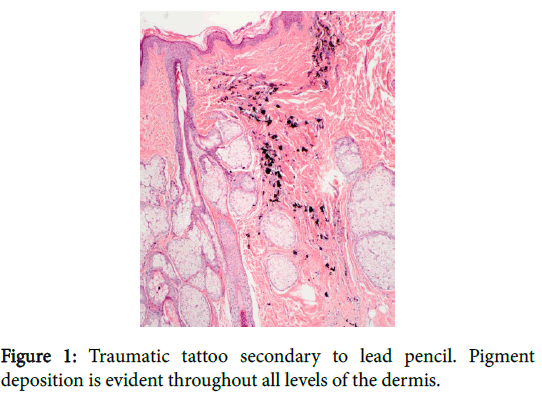 Figure 1: Traumatic tattoo secondary to lead pencil. Pigment
deposition is evident throughout all levels of the dermis.